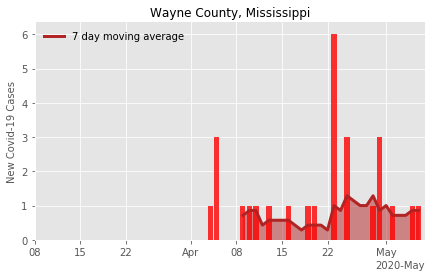 Wayne County, Mississippi
7 day moving average
New Covid-19 Cases
6
5
4
3
2
1
0
08 15 22 Apr 08 15 22 May
2020-May